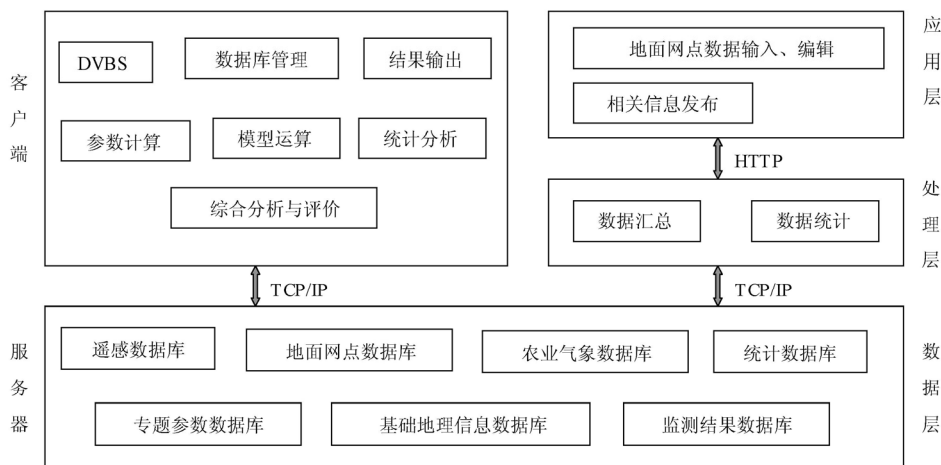 客户端
DVBS
数据库管理
结果输出
参数计算
模型运算
统计分析
综合分析与评价
应用层
地面网点数据输入、编辑
相关信息发布
HTTP
处理层
数据汇总
数据统计
TCP/IP
TCP/IP
服务器
遥感数据库
地面网点数据库
农业气象数据库
统计数据库
专题参数数据库
基础地理信息数据库
监测结果数据库
数据层